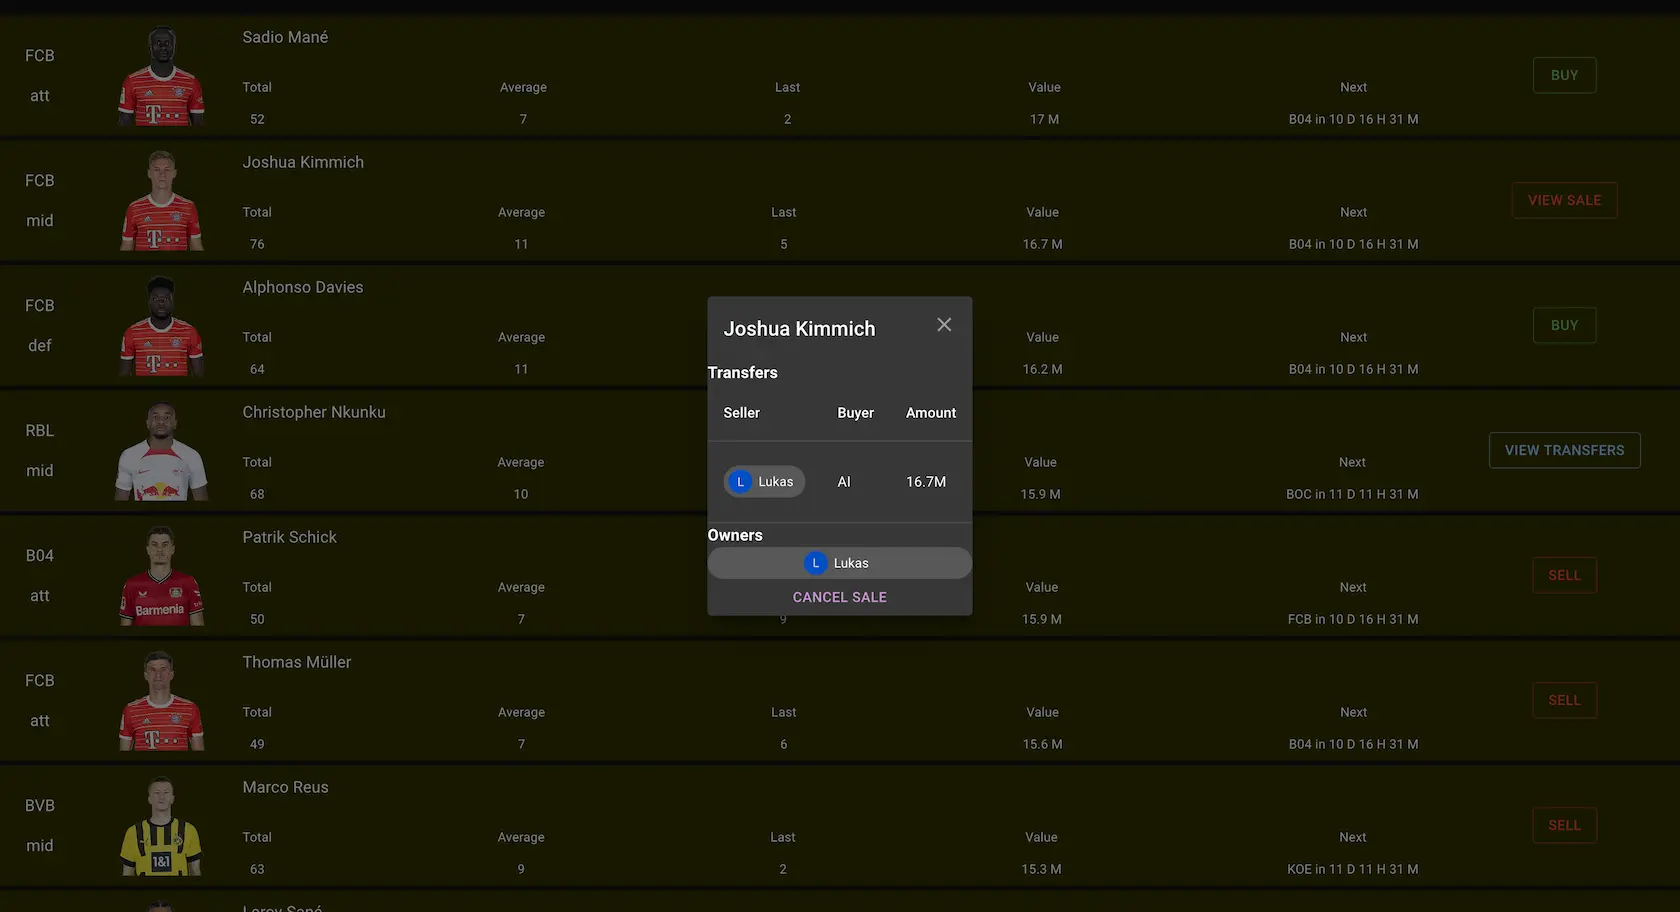 Sadio Mané
FCB
att
Total Average Last Value Next
52 7 2 17 M B04 in 10 D 16 H 31 M
BUY
Joshua Kimmich
FCB
mid
Total Average Last Value Next
76 11 5 16.7 M B04 in 10 D 16 H 31 M
VIEW SALE
Alphonso Davies
FCB
def
Total Average Value Next
64 11 16.2 M B04 in 10 D 16 H 31 M
BUY
Christopher Nkunku
RBL
mid
Total Average Value Next
68 10 15.9 M BOC in 11 D 11 H 31 M
VIEW TRANSFERS
Joshua Kimmich
Transfers
Seller Buyer Amount
L Lukas AI 16.7M
Owners
L Lukas
CANCEL SALE
Patrik Schick
B04
att
Barmenia
Total Average Value Next
50 7 9 15.9 M FCB in 10 D 16 H 31 M
SELL
Thomas Müller
FCB
att
Total Average Last Value Next
49 7 6 15.6 M B04 in 10 D 16 H 31 M
SELL
Marco Reus
BVB
mid
1&1
Total Average Last Value Next
63 9 2 15.3 M KOE in 11 D 11 H 31 M
SELL
Leroy Sané